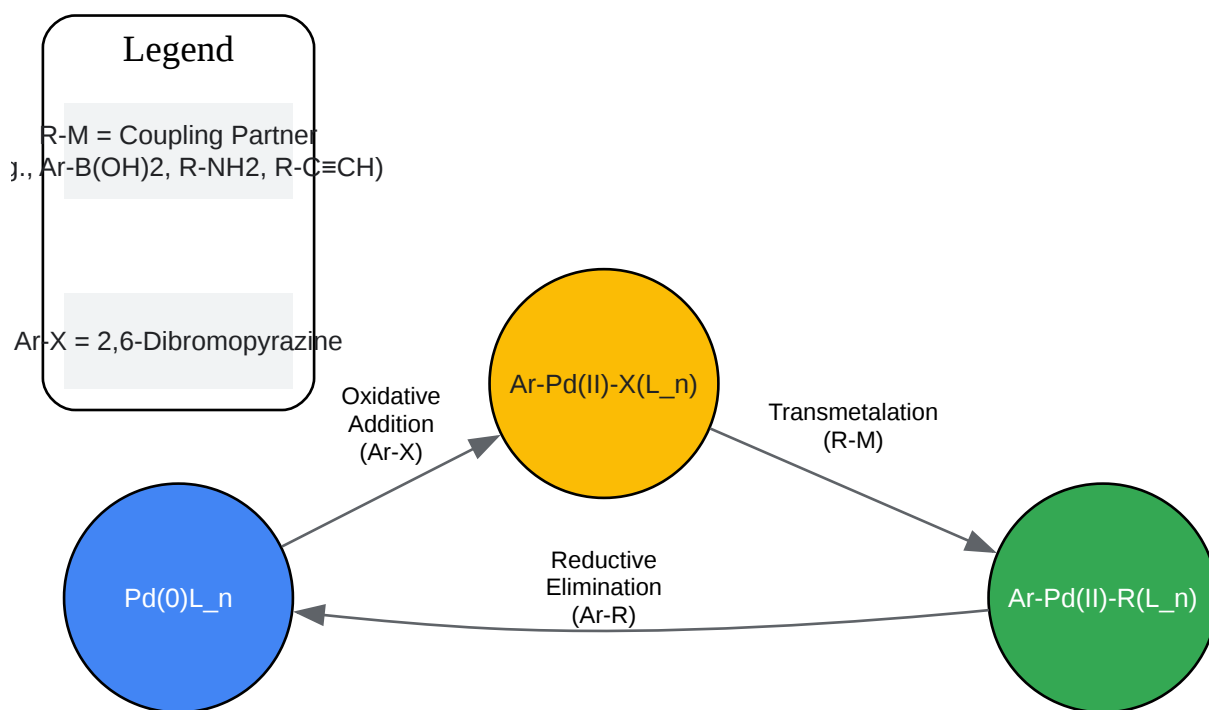 Legend
R-M = Coupling Partner
g., Ar-B(OH)2, R-NH2, R-C≡CH)
Ar-X = 2,6-Dibromopyrazine
Oxidative
Addition
(Ar-X)
Ar-Pd(II)-X(L_n)
Transmetalation
(R-M)
Reductive
Elimination
(Ar-R)
Pd(0)L_n
Ar-Pd(II)-R(L_n)